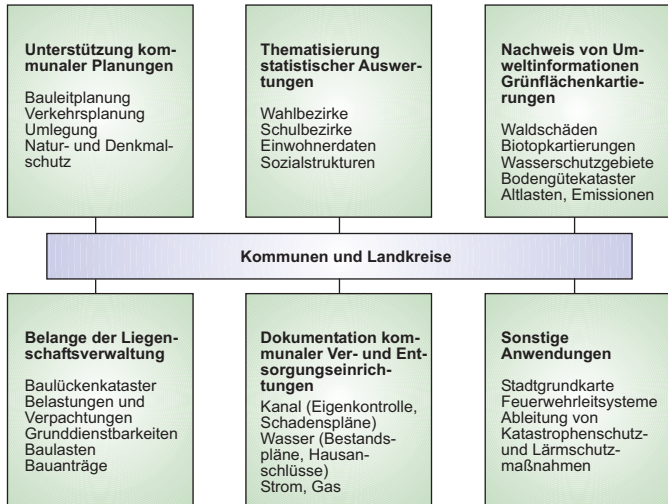 Unterstützung kom-
munaler Planungen
Bauleitplanung
Verkehrsplanung
Umlegung
Natur- und Denkmal-
schutz
Thematisierung
statistischer Auswer-
tungen
Wahlbezirke
Schulbezirke
Einwohnerdaten
Sozialstrukturen
Nachweis von Um-
weltinformationen
Grünflächenkartie-
rungen
Waldschäden
Biotopkartierungen
Wasserschutzgebiete
Bodengütekataster
Altlasten, Emissionen
Kommunen und Landkreise
Belange der Liegen-
schaftsverwaltung
Baulückenkataster
Belastungen und
Verpachtungen
Grunddienstbarkeiten
Baulasten
Bauanträge
Dokumentation kom-
munaler Ver- und Ent-
sorgungseinrich-
tungen
Kanal (Eigenkontrolle,
Schadenspläne)
Wasser (Bestands-
pläne, Hausan-
schlüsse)
Strom, Gas
Sonstige
Anwendungen
Stadtgrundkarte
Feuerwehrleitsysteme
Ableitung von
Katastrophenschutz-
und Lärmschutz-
maßnahmen